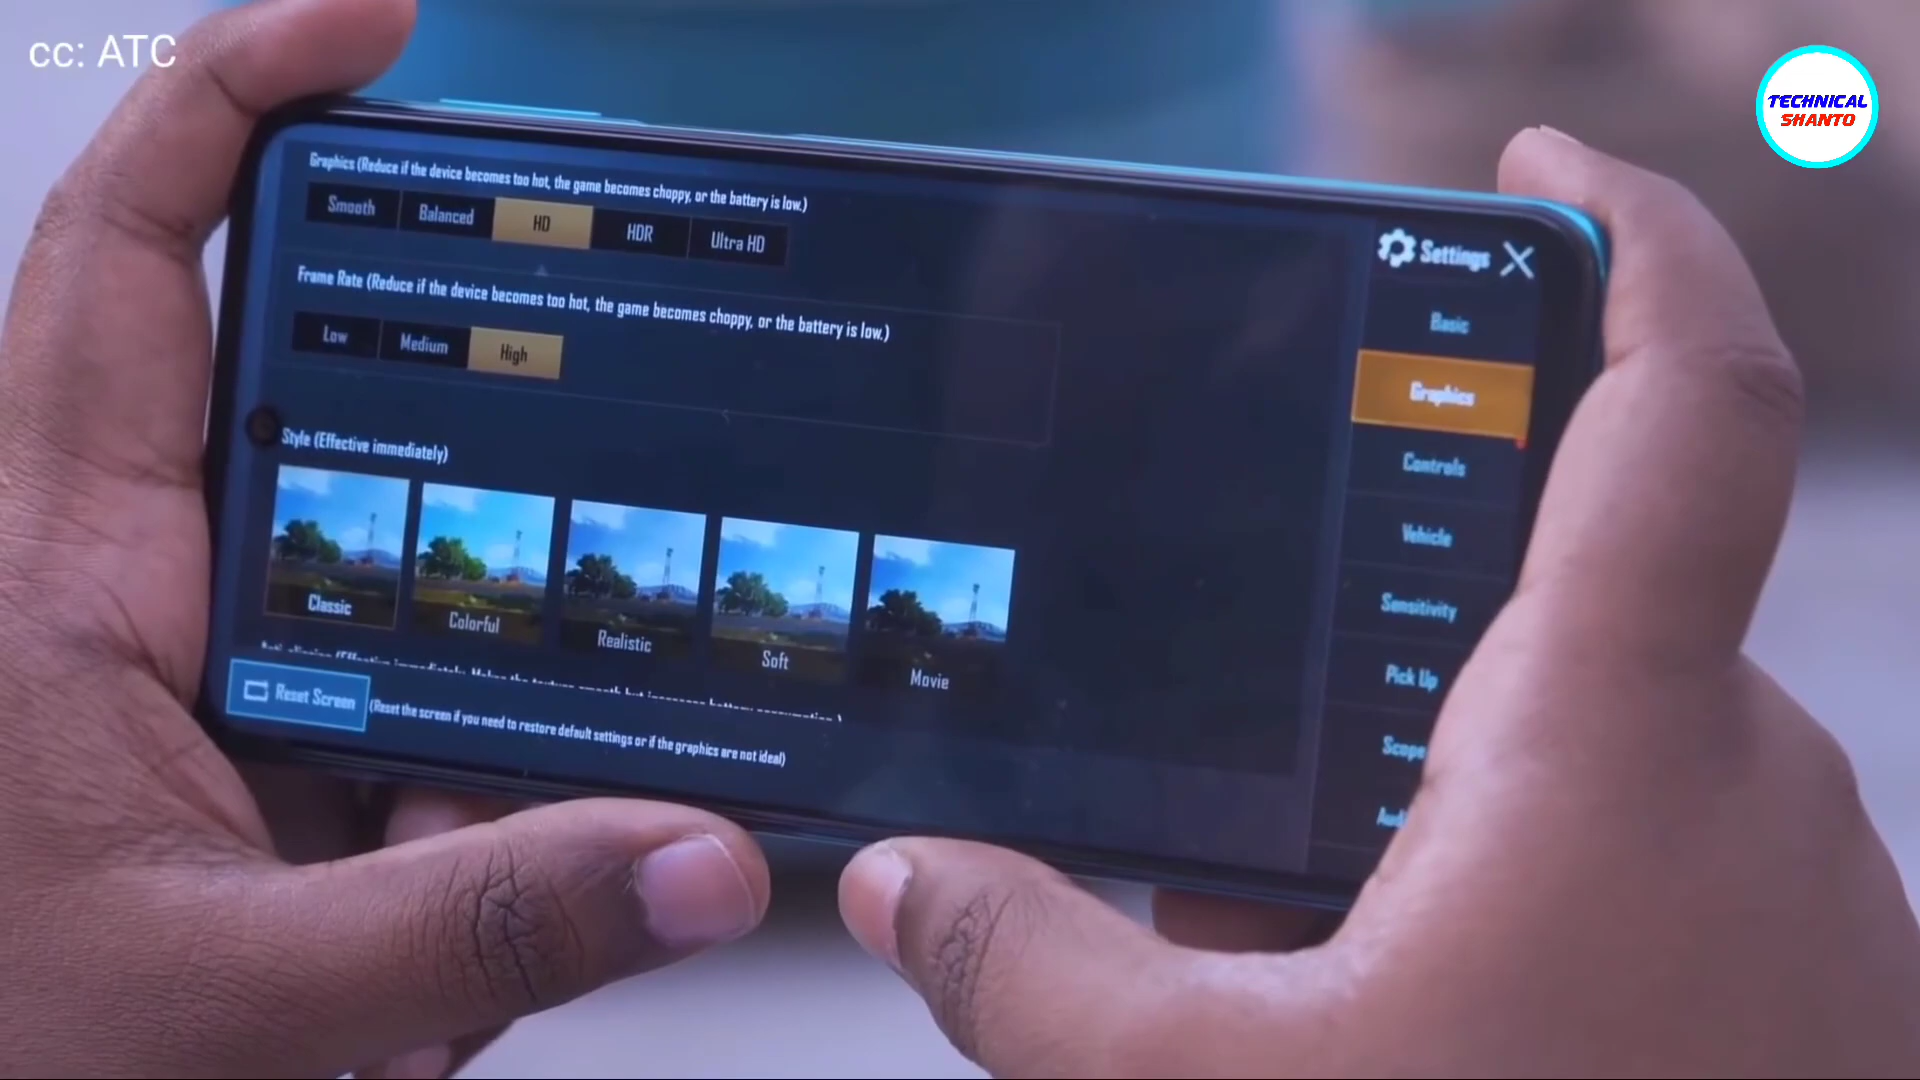 cc: ATC
TECHNICAL
SHANTO
Graphics (Reduce if the device becomes too hot, the game becomes choppy, or the battery is low.)
Smooth
Balanced
HD
HDR
Ultra HD
Frame Rate (Reduce if the device becomes too hot, the game becomes choppy, or the battery is low.)
Low
Medium
High
Style (Effective immediately)
Classic
Colorful
Realistic
Soft
Movie
Reset Screen
(Reset the screen if you need to restore default settings or if the graphics are not ideal)
Settings
Basic
Graphics
Controls
Vehicle
Sensitivity
Pick Up
Scope